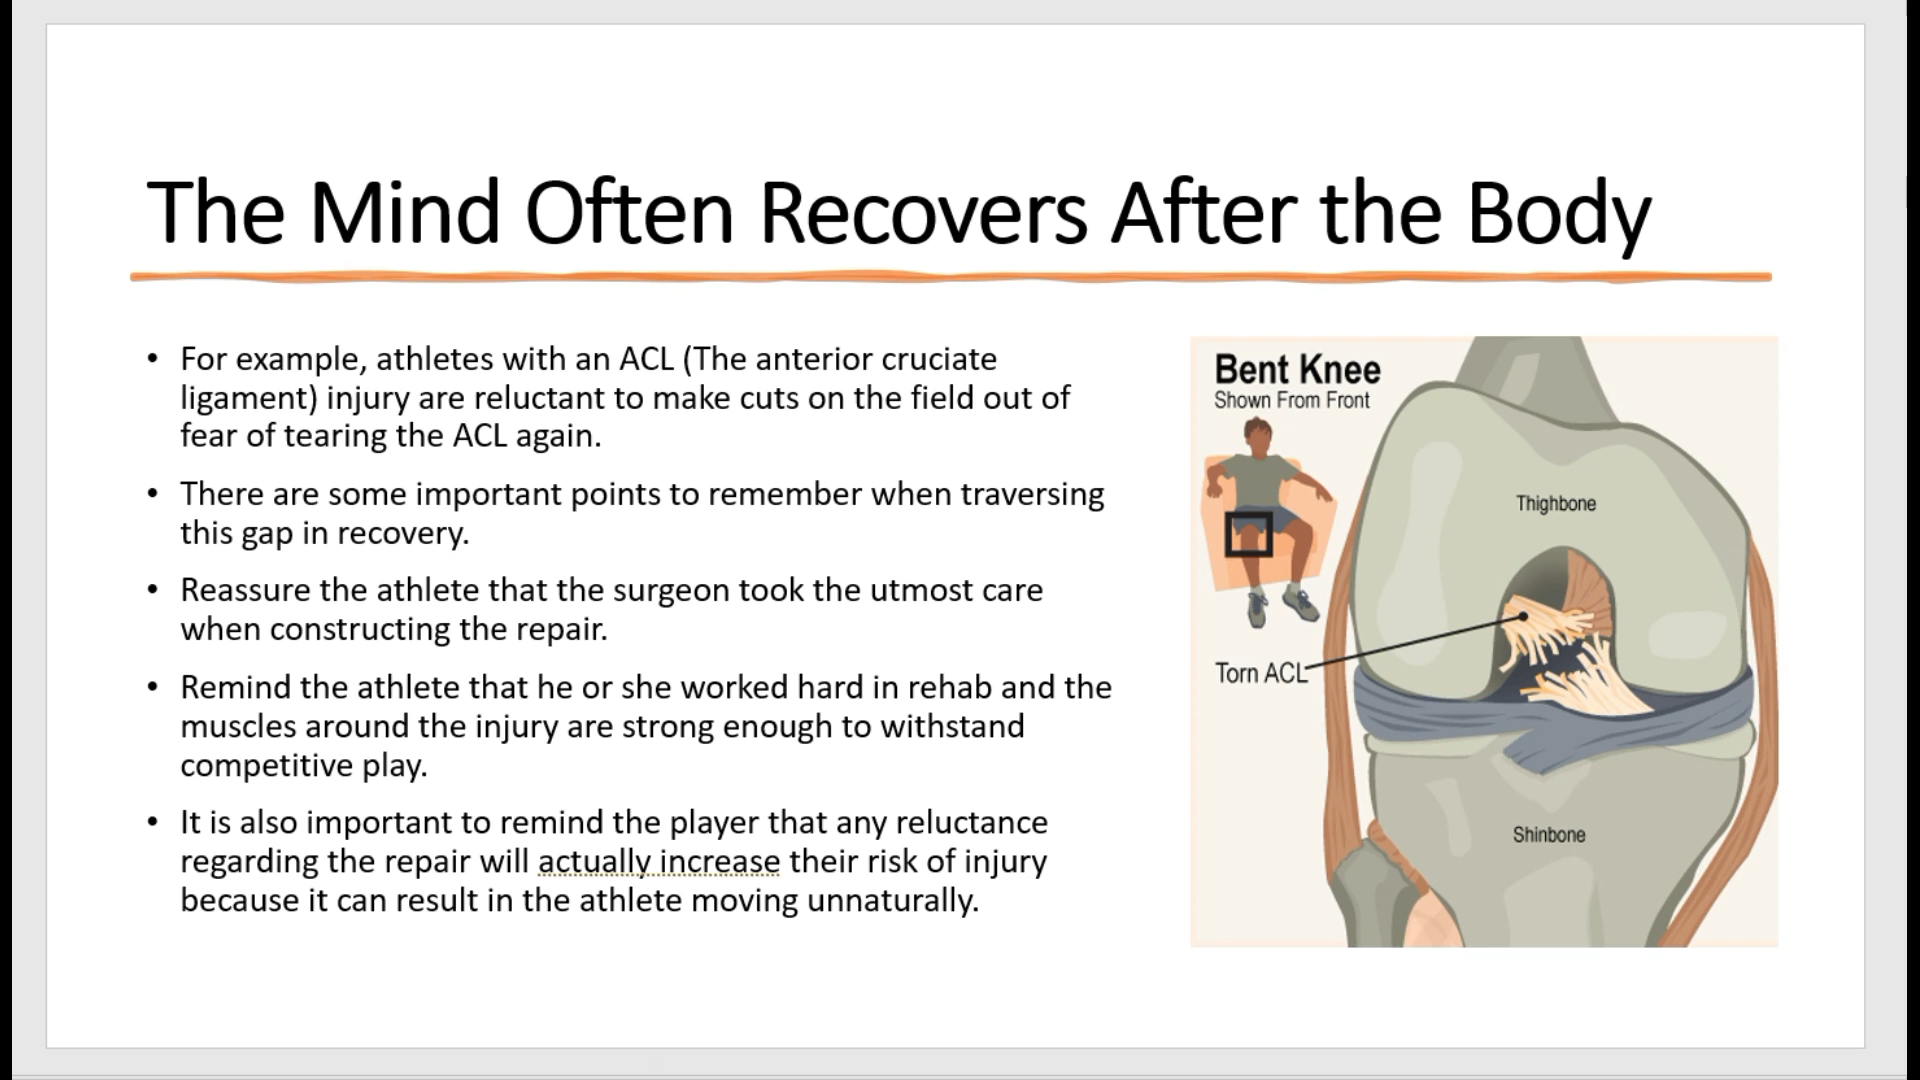 The Mind Often Recovers After the Body
• For example, athletes with an ACL (The anterior cruciate
ligament) injury are reluctant to make cuts on the field out of
fear of tearing the ACL again.
• There are some important points to remember when traversing
this gap in recovery.
• Reassure the athlete that the surgeon took the utmost care
when constructing the repair.
• Remind the athlete that he or she worked hard in rehab and the
muscles around the injury are strong enough to withstand
competitive play.
• It is also important to remind the player that any reluctance
regarding the repair will actually increase their risk of injury
because it can result in the athlete moving unnaturally.
Bent Knee
Shown From Front
Thighbone
Torn ACL
Shinbone